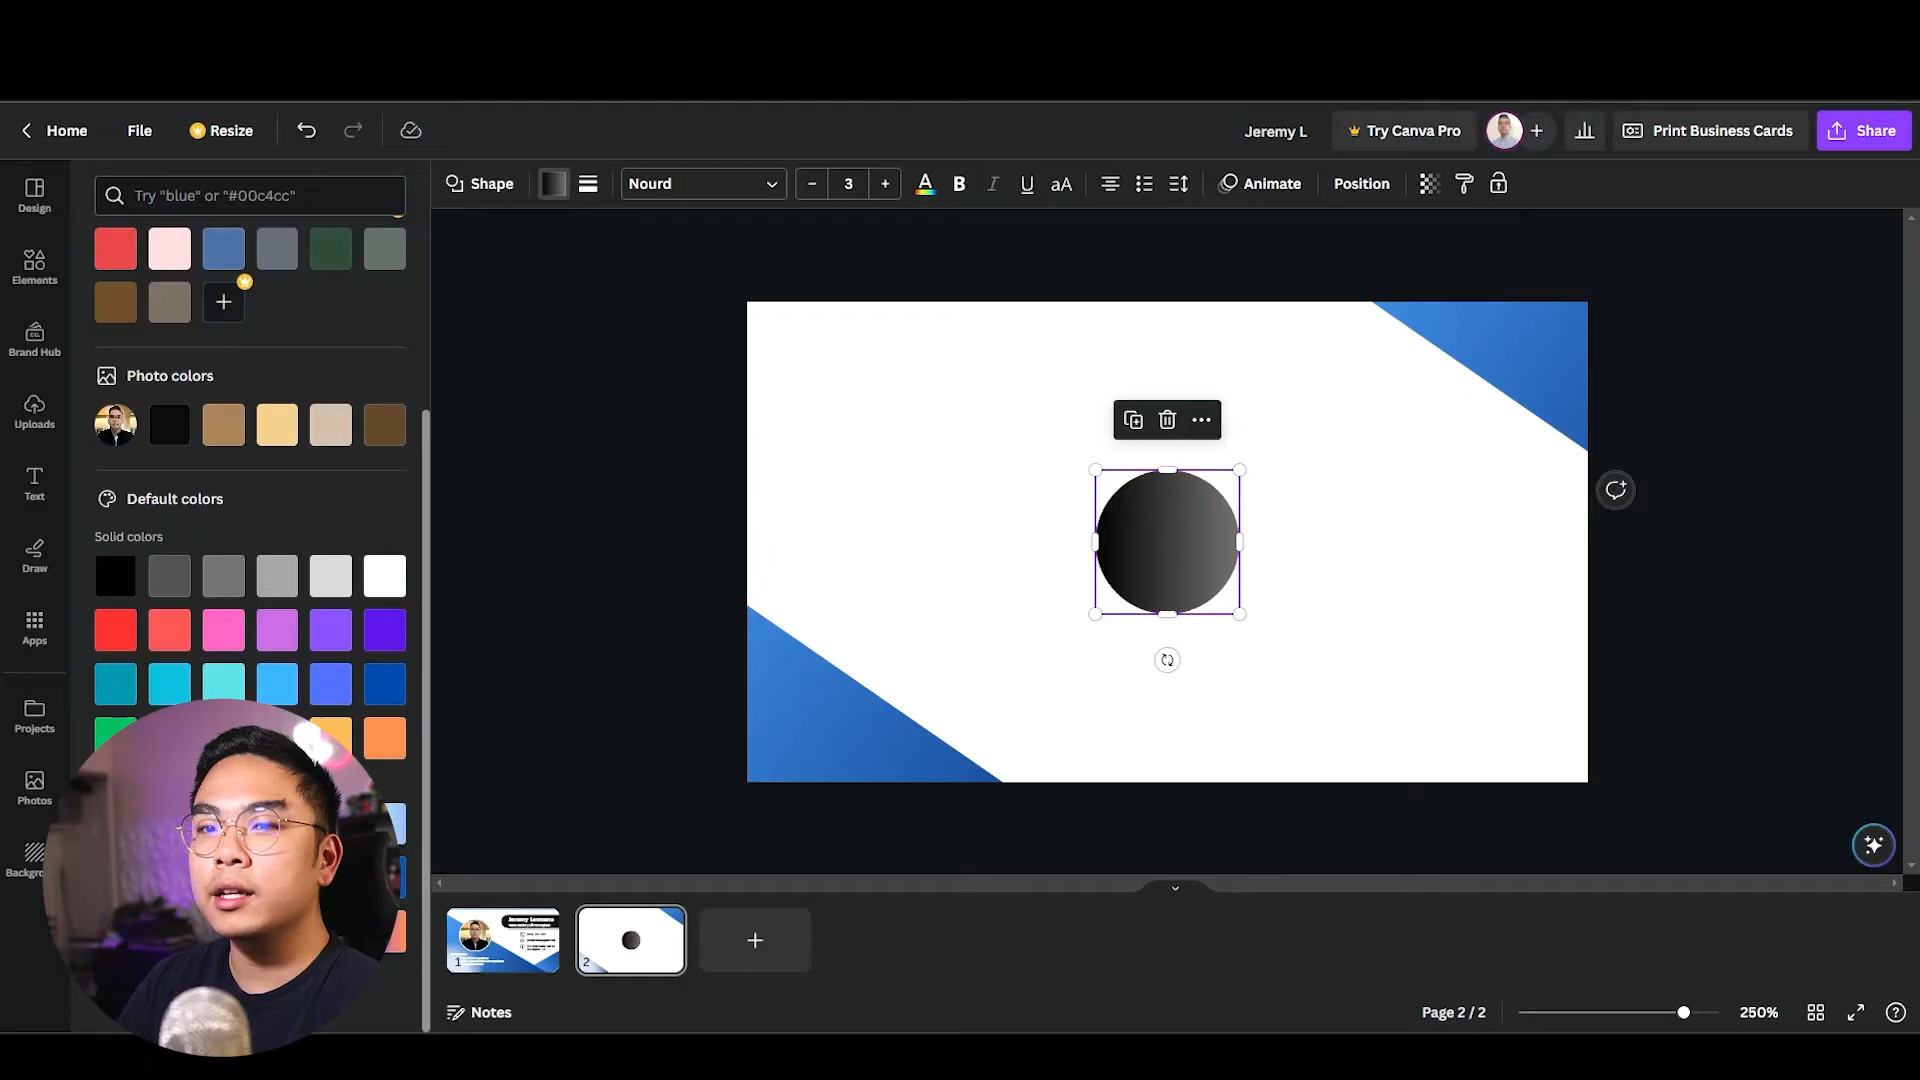 Home File Resize Jeremy L Try Canva Pro Print Business Cards Share
Try "blue" or "#00c4cc"
Shape Nourd 3 B I U aA Animate Position
Design
Elements
Brand Hub
Photo colors
Uploads
Text
Default colors
Solid colors
Draw
Apps
Projects
Photos
Backgro
Jeremy
1
2
Notes
Page 2 / 2 250%